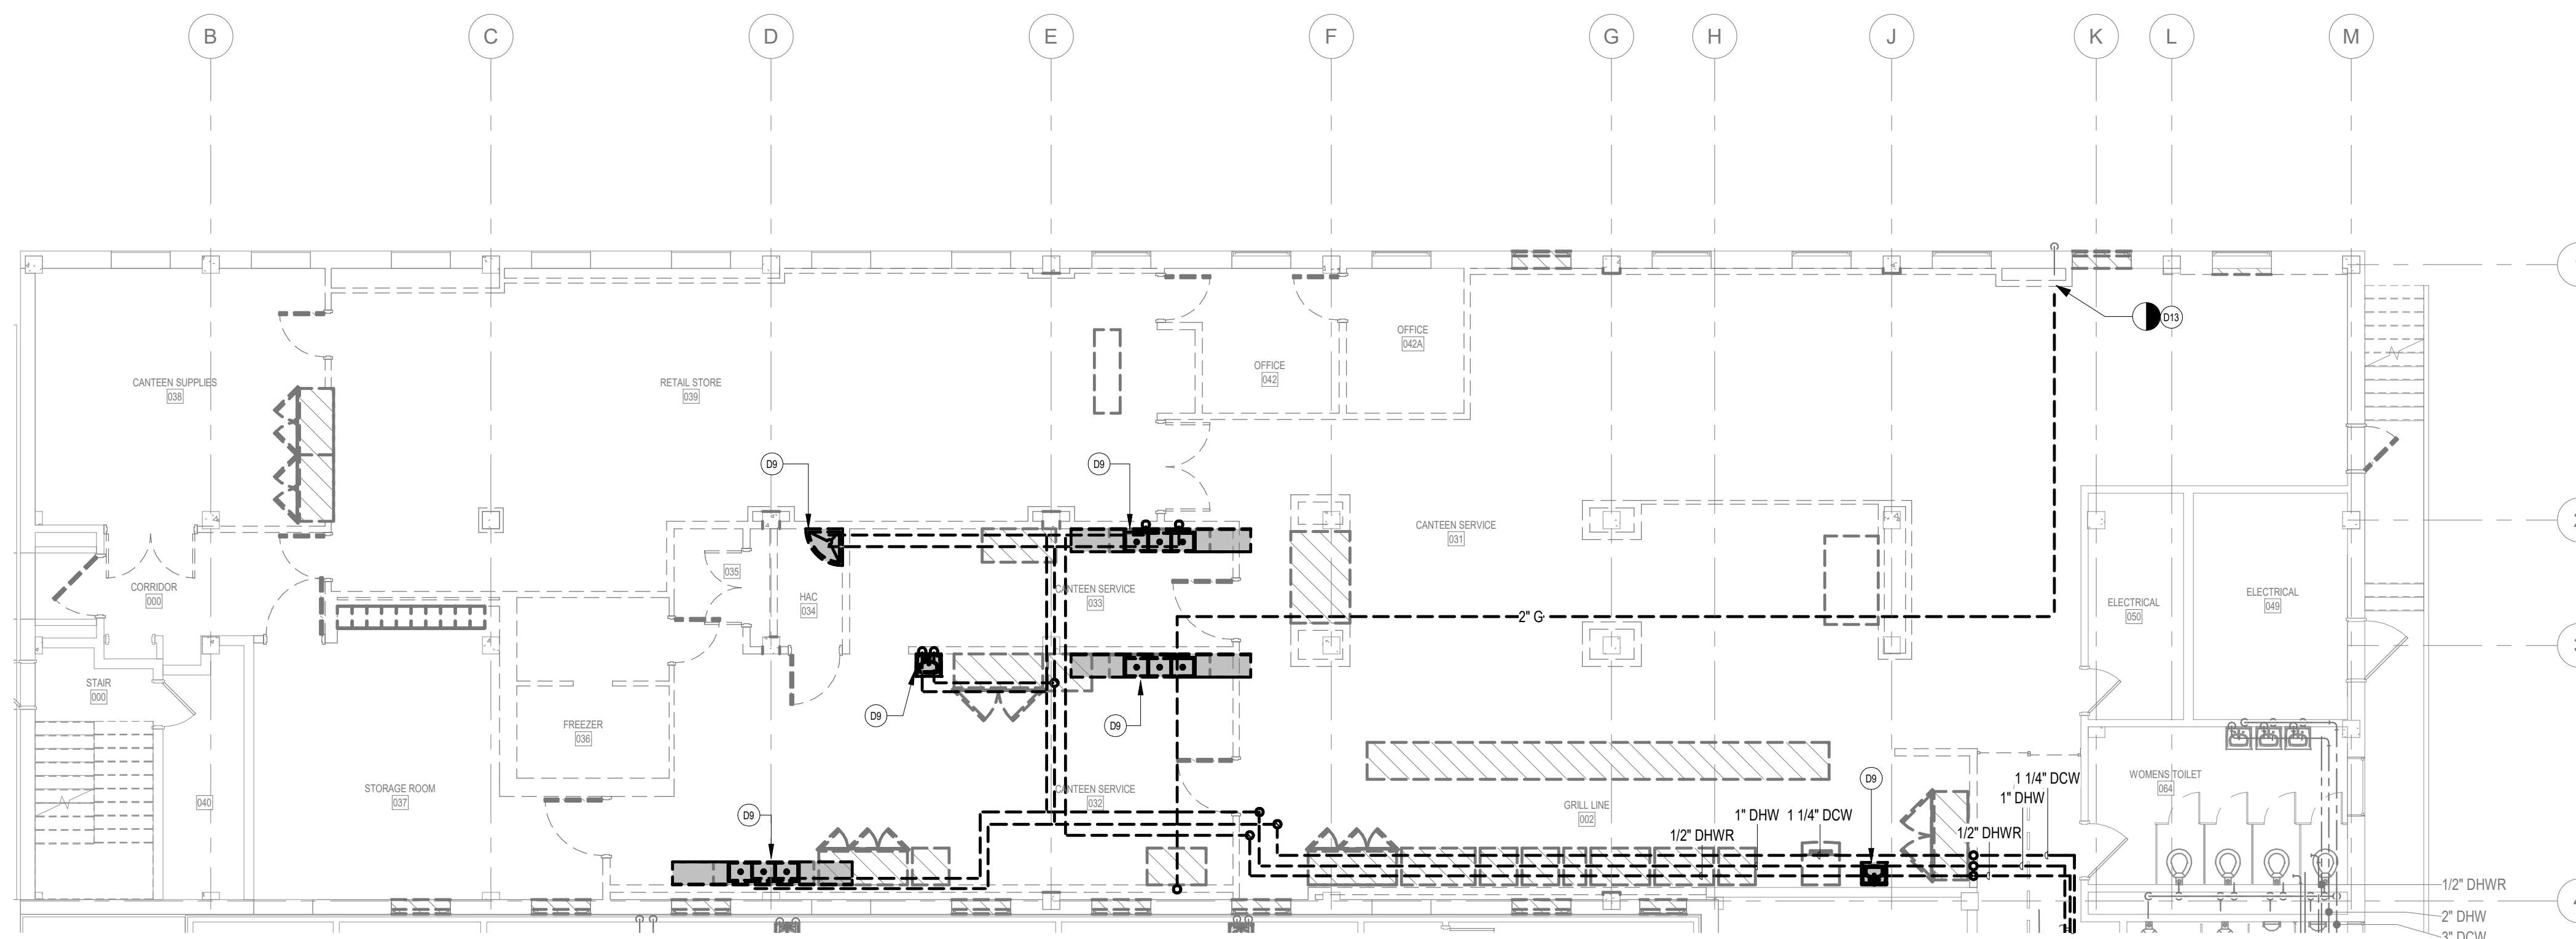 B
C
D
E
F
G
H
J
K
L
M
D13
OFFICE
042A
OFFICE
042
CANTEEN SUPPLIES
038
RETAIL STORE
039
D9
D9
CANTEEN SERVICE
031
035
CORRIDOR
000
HAC
034
CANTEEN SERVICE
033
ELECTRICAL
050
ELECTRICAL
049
2" G
STAIR
000
D9
D9
FREEZER
036
STORAGE ROOM
037
040
CANTEEN SERVICE
032
GRILL LINE
002
D9
D9
WOMENS TOILET
064
1 1/4" DCW
1" DHW
1/2" DHWR
1" DHW
1 1/4" DCW
1/2" DHWR
1/2" DHWR
2" DHW
3" DCW